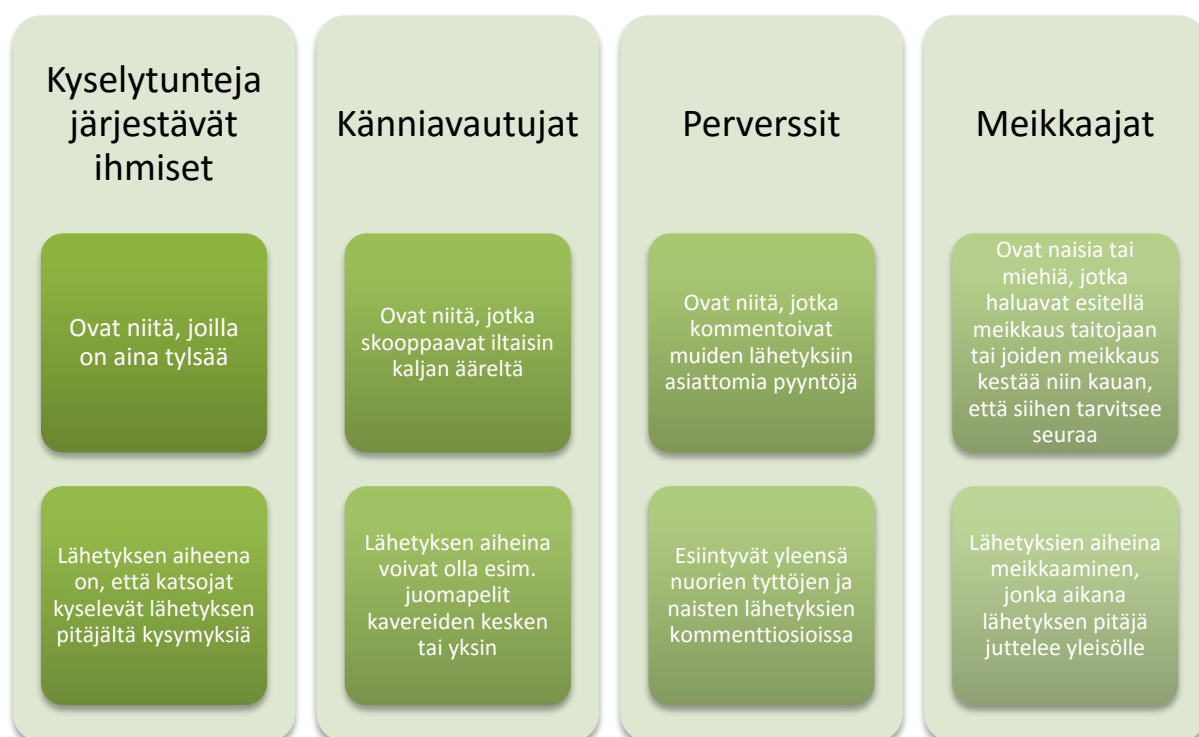 Kyselytunteja
järjestävät
ihmiset
Ovat niitä, joilla
on aina tylsää
Lähetyksen aiheena
on, että katsojat
kyselevät lähetyksen
pitäjältä kysymyksiä
Känniavautujat
Ovat niitä, jotka
skooppaavat iltaisin
kaljan ääreltä
Lähetyksen aiheina
voivat olla esim.
juomapelit
kavereiden kesken
tai yksin
Perverssit
Ovat niitä, jotka
kommentoivat
muiden lähetyksiin
asiattomia pyyntöjä
Esiintyvät yleensä
nuorien tyttöjen ja
naisten lähetyksien
kommenttiosioissa
Meikkaajat
Ovat naisia tai
miehiä, jotka
haluavat esitellä
meikkaus taitojaan
tai joiden meikkaus
kestää niin kauan,
että siihen tarvitsee
seuraa
Lähetyksien aiheina
meikkaaminen,
jonka aikana
lähetyksen pitäjä
juttelee yleisölle